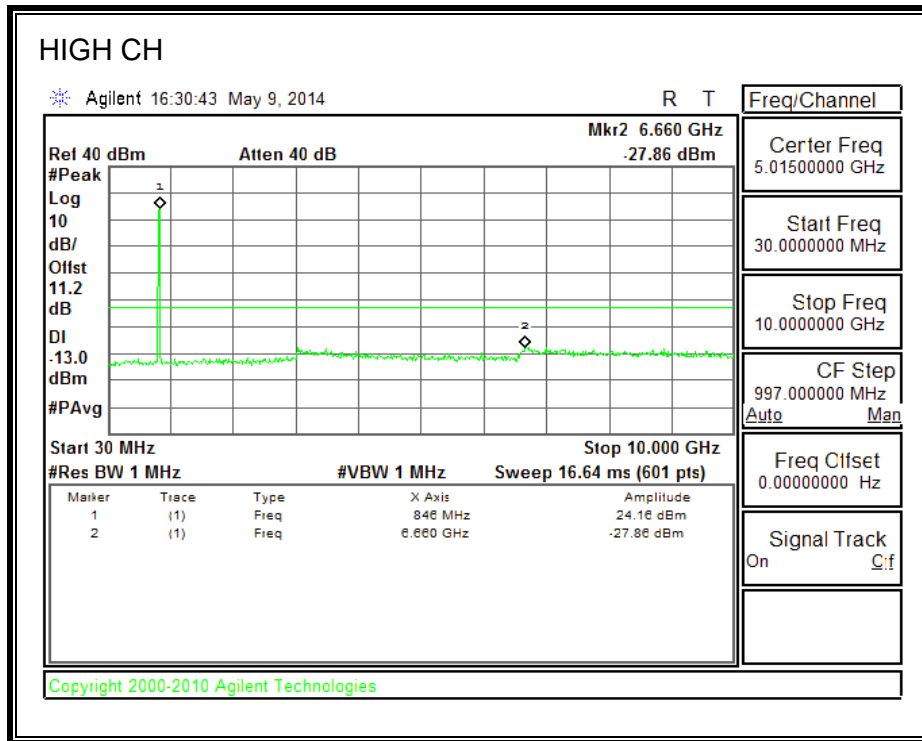 HIGH CH
Agilent 16:30:43 May 9, 2014 R T
Freq/Channel
Mkr2 6.660 GHz
Ref 40 dBm Atten 40 dB -27.86 dBm
#Peak
Log
10
dB/
Offst
11.2
dB
DI
-13.0
dBm
#PAvg
1
2
Start 30 MHz Stop 10.000 GHz
#Res BW 1 MHz #VBW 1 MHz Sweep 16.64 ms (601 pts)
Marker Trace Type X Axis Amplitude
1 (1) Freq 846 MHz 24.16 dBm
2 (1) Freq 6.660 GHz -27.86 dBm
Center Freq
5.01500000 GHz
Start Freq
30.0000000 MHz
Stop Freq
10.0000000 GHz
CF Step
997.000000 MHz
Auto Man
Freq Offset
0.00000000 Hz
Signal Track
On Off
Copyright 2000-2010 Agilent Technologies